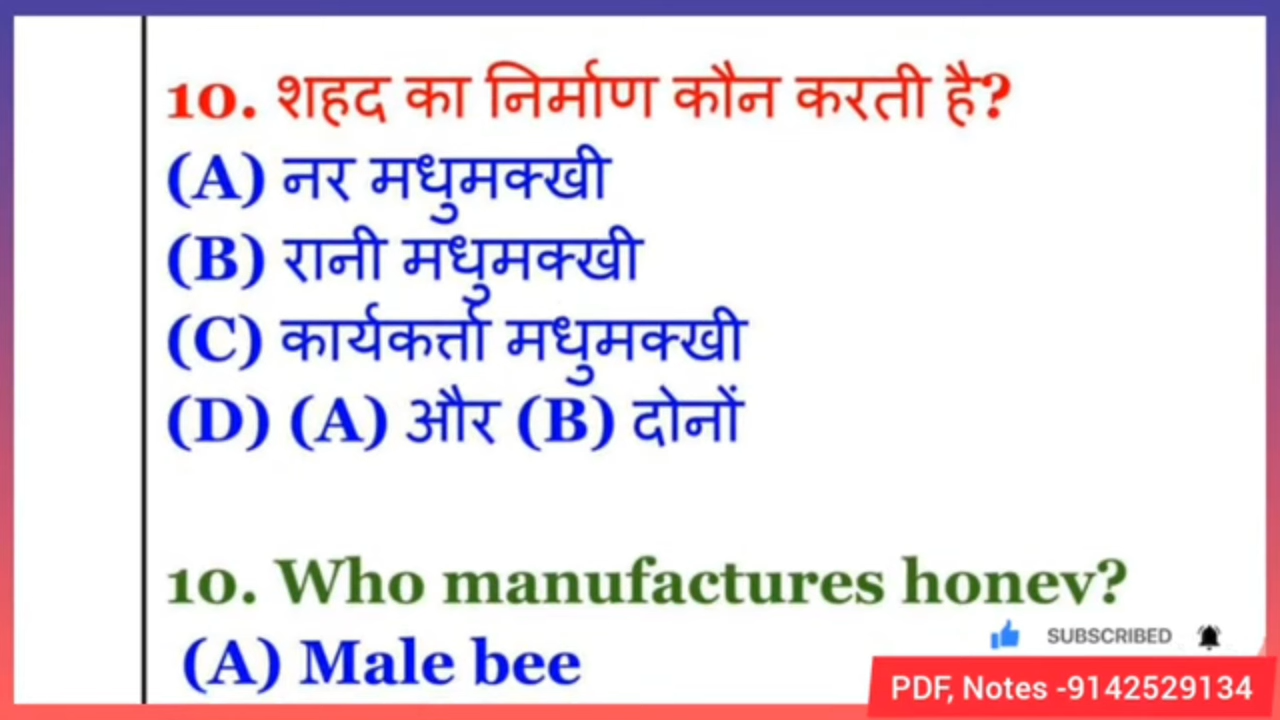 10. शहद का निर्माण कौन करती है?
(A) नर मधुमक्खी
(B) रानी मधुमक्खी
(C) कार्यकर्त्ता मधुमक्खी
(D) (A) और (B) दोनों
10. Who manufactures honey?
(A) Male bee
SUBSCRIBED
PDF, Notes -9142529134